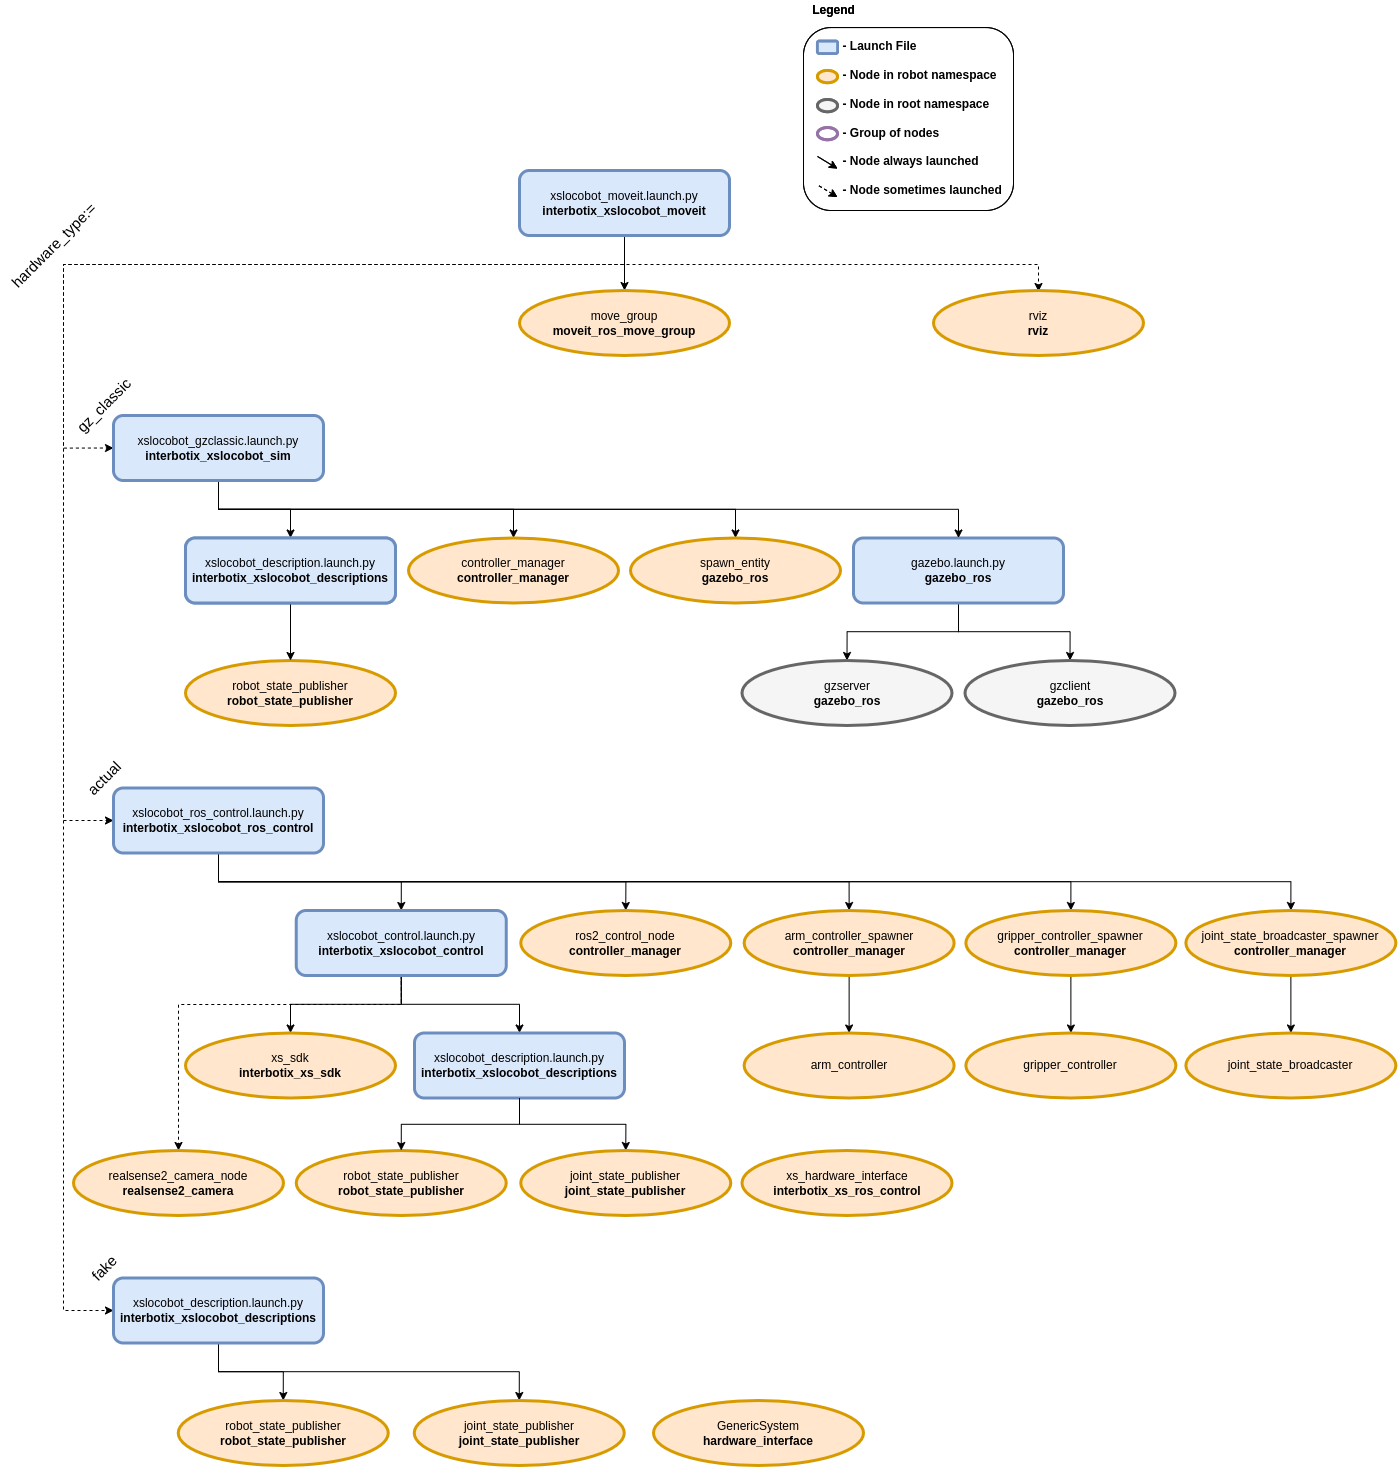 Legend
- Launch File
- Node in robot namespace
- Node in root namespace
- Group of nodes
- Node always launched
- Node sometimes launched
xslocobot_moveit.launch.py
interbotix_xslocobot_moveit
hardware_type:=
move_group
moveit_ros_move_group
rviz
rviz
gz_classic
xslocobot_gzclassic.launch.py
interbotix_xslocobot_sim
xslocobot_description.launch.py
interbotix_xslocobot_descriptions
controller_manager
controller_manager
spawn_entity
gazebo_ros
gazebo.launch.py
gazebo_ros
robot_state_publisher
robot_state_publisher
gzserver
gazebo_ros
gzclient
gazebo_ros
actual
xslocobot_ros_control.launch.py
interbotix_xslocobot_ros_control
xslocobot_control.launch.py
interbotix_xslocobot_control
ros2_control_node
controller_manager
arm_controller_spawner
controller_manager
gripper_controller_spawner
controller_manager
joint_state_broadcaster_spawner
controller_manager
xs_sdk
interbotix_xs_sdk
xslocobot_description.launch.py
interbotix_xslocobot_descriptions
arm_controller
gripper_controller
joint_state_broadcaster
realsense2_camera_node
realsense2_camera
robot_state_publisher
robot_state_publisher
joint_state_publisher
joint_state_publisher
xs_hardware_interface
interbotix_xs_ros_control
fake
xslocobot_description.launch.py
interbotix_xslocobot_descriptions
robot_state_publisher
robot_state_publisher
joint_state_publisher
joint_state_publisher
GenericSystem
hardware_interface